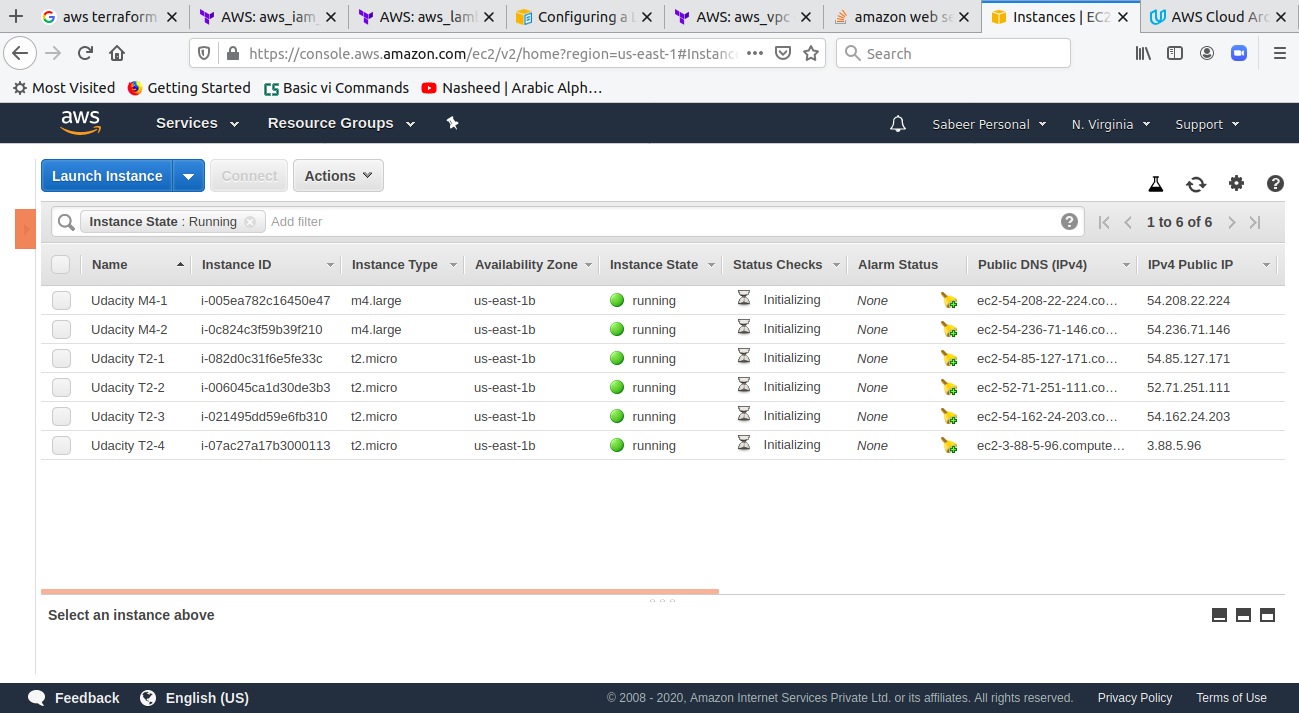 aws terraform
AWS: aws_iam
AWS: aws_lam
Configuring a
AWS: aws_vpc
amazon web se
Instances | EC2
AWS Cloud Arc
https://console.aws.amazon.com/ec2/v2/home?region=us-east-1#Instanc
Search
Most Visited Getting Started Basic vi Commands Nasheed | Arabic Alph…
aws Services Resource Groups Sabeer Personal N. Virginia Support
Launch Instance Connect Actions
Instance State : Running Add filter 1 to 6 of 6
Name Instance ID Instance Type Availability Zone Instance State Status Checks Alarm Status Public DNS (IPv4) IPv4 Public IP
Udacity M4-1 i-005ea782c16450e47 m4.large us-east-1b running Initializing None ec2-54-208-22-224.co… 54.208.22.224
Udacity M4-2 i-0c824c3f59b39f210 m4.large us-east-1b running Initializing None ec2-54-236-71-146.co… 54.236.71.146
Udacity T2-1 i-082d0c31f6e5fe33c t2.micro us-east-1b running Initializing None ec2-54-85-127-171.co… 54.85.127.171
Udacity T2-2 i-006045ca1d30de3b3 t2.micro us-east-1b running Initializing None ec2-52-71-251-111.co… 52.71.251.111
Udacity T2-3 i-021495dd59e6fb310 t2.micro us-east-1b running Initializing None ec2-54-162-24-203.co… 54.162.24.203
Udacity T2-4 i-07ac27a17b3000113 t2.micro us-east-1b running Initializing None ec2-3-88-5-96.compute… 3.88.5.96
Select an instance above
Feedback English (US) © 2008 - 2020, Amazon Internet Services Private Ltd. or its affiliates. All rights reserved. Privacy Policy Terms of Use